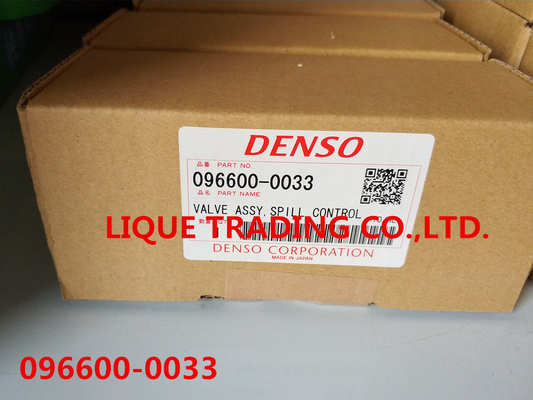 DENSO
品番 PART NO.
096600-0033
品名 PART NAME
VALVE ASSY,SPILL CONTROL
LIQUE TRADING CO.,LTD.
DENSO CORPORATION
MADE IN JAPAN
096600-0033